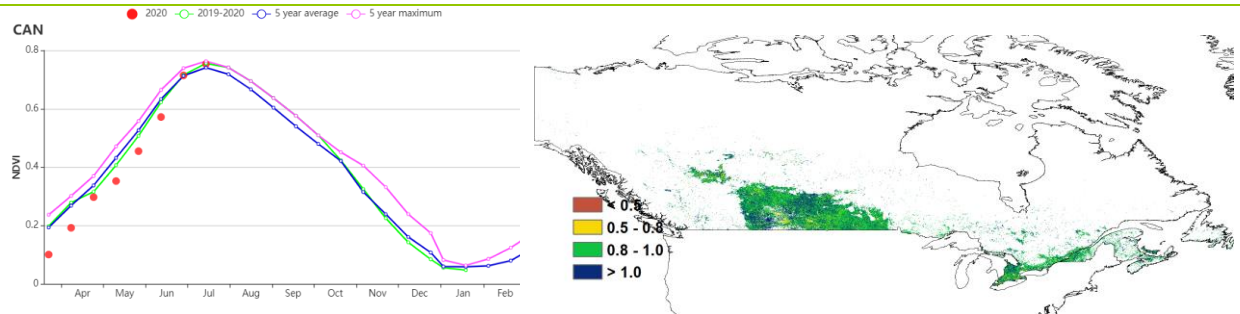 2020 2019-2020 5 year average 5 year maximum
CAN
0.8
0.6
0.4
0.2
0
NDVI
Apr May Jun Jul Aug Sep Oct Nov Dec Jan Feb
< 0.5
0.5 - 0.8
0.8 - 1.0
> 1.0